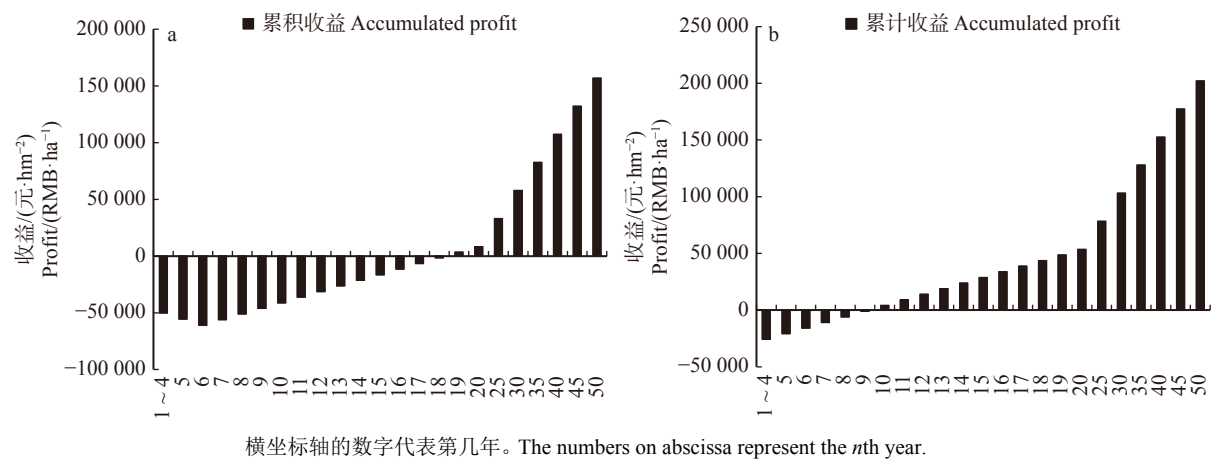 ■ 累积收益 Accumulated profit
a
收益/(元·hm⁻²)
Profit/(RMB·ha⁻¹)
200 000
150 000
100 000
50 000
0
−50 000
−100 000
1～4 5 6 7 8 9 10 11 12 13 14 15 16 17 18 19 20 25 30 35 40 45 50
■ 累计收益 Accumulated profit
b
收益/(元·hm⁻²)
Profit/(RMB·ha⁻¹)
250 000
200 000
150 000
100 000
50 000
0
−50 000
1～4 5 6 7 8 9 10 11 12 13 14 15 16 17 18 19 20 25 30 35 40 45 50
横坐标轴的数字代表第几年。The numbers on abscissa represent the nth year.